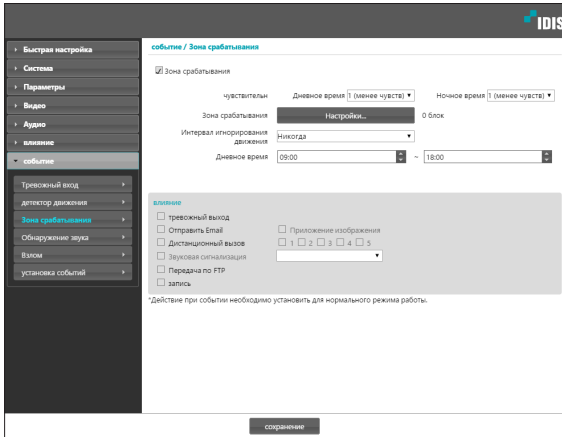 IDIS
Быстрая настройка
Система
Параметры
Видео
Аудио
влияние
событие
Тревожный вход
детектор движения
Зона срабатывания
Обнаружение звука
Взлом
установка событий
событие / Зона срабатывания
Зона срабатывания
чувствительн Дневное время 1 (менее чувств) Ночное время 1 (менее чувств)
Зона срабатывания Настройки... 0 блок
Интервал игнорирования движения Никогда
Дневное время 09:00 ~ 18:00
влияние
тревожный выход
Отправить Email Приложение изображения
Дистанционный вызов 1 2 3 4 5
Звуковая сигнализация
Передача по FTP
запись
*Действие при событии необходимо установить для нормального режима работы.
сохранение